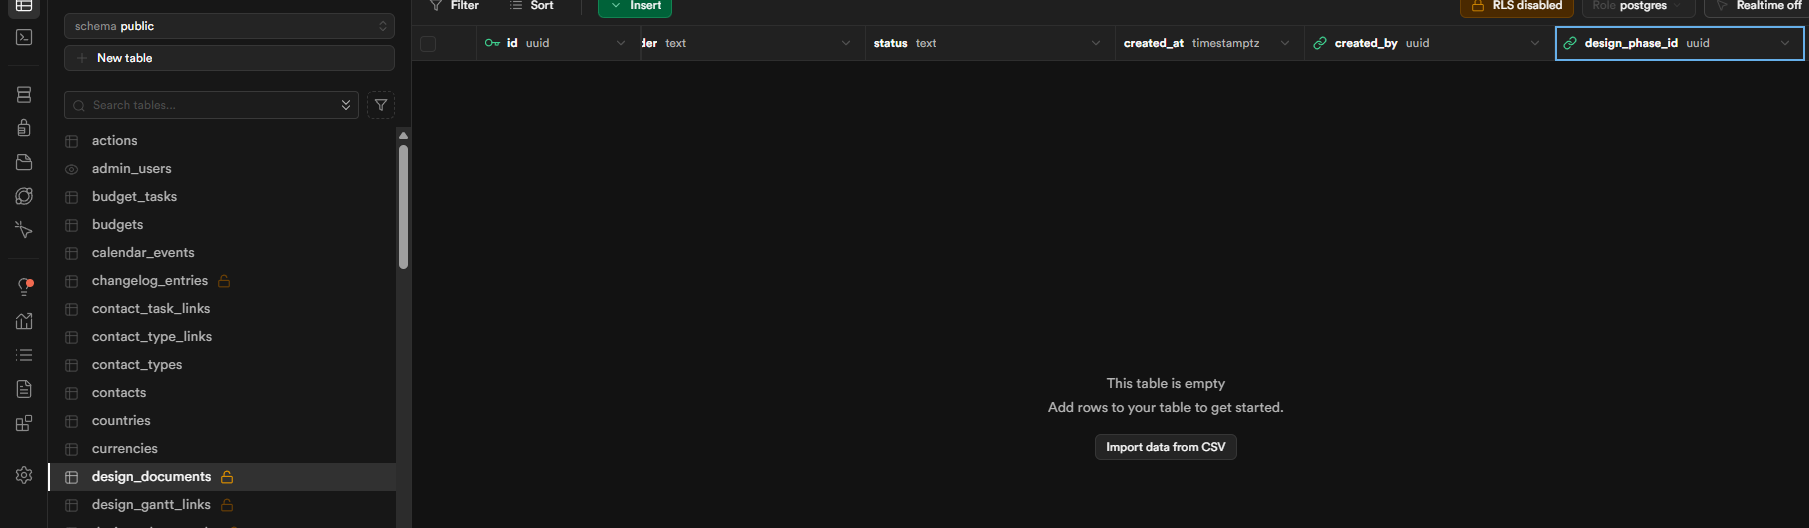 Filter Sort Insert RLS disabled Role postgres Realtime off
schema public
New table
id uuid der text status text created_at timestamptz created_by uuid design_phase_id uuid
Search tables...
actions
admin_users
budget_tasks
budgets
calendar_events
changelog_entries
contact_task_links
contact_type_links
contact_types
contacts
countries
currencies
design_documents
design_gantt_links
This table is empty
Add rows to your table to get started.
Import data from CSV